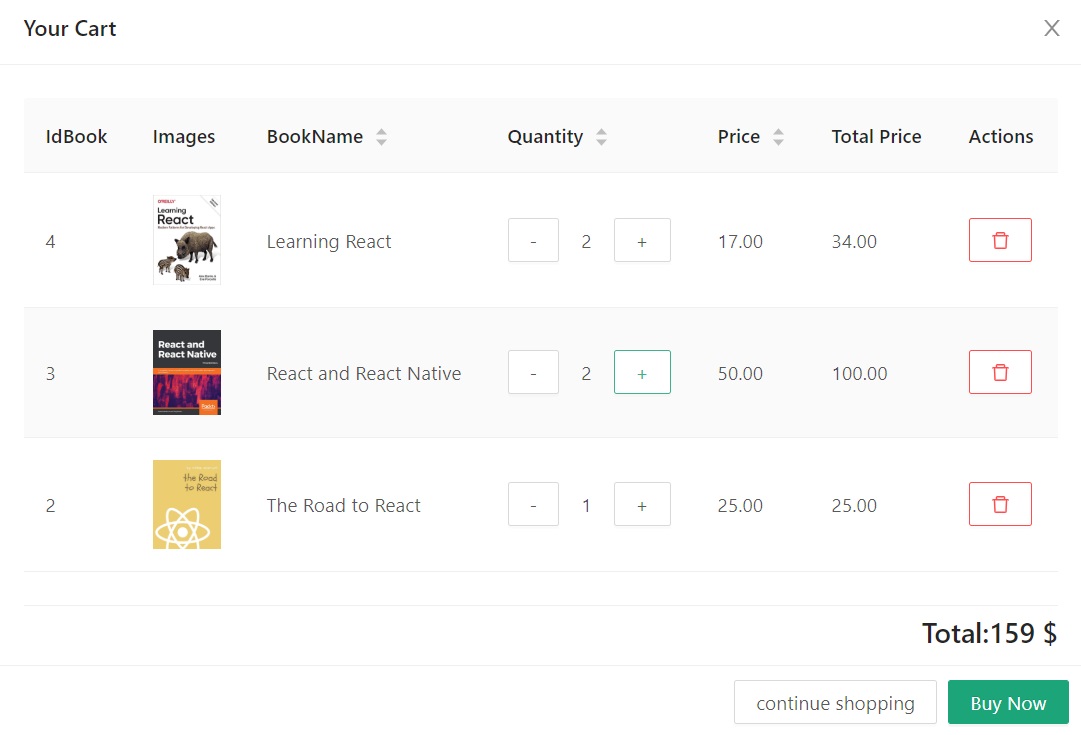 Your Cart X
IdBook Images BookName Quantity Price Total Price Actions
O'REILLY
Learning
React
4 Learning React - 2 + 17.00 34.00
React and
React Native
3 React and React Native - 2 + 50.00 100.00
the Road
to React
2 The Road to React - 1 + 25.00 25.00
Total:159 $
continue shopping Buy Now